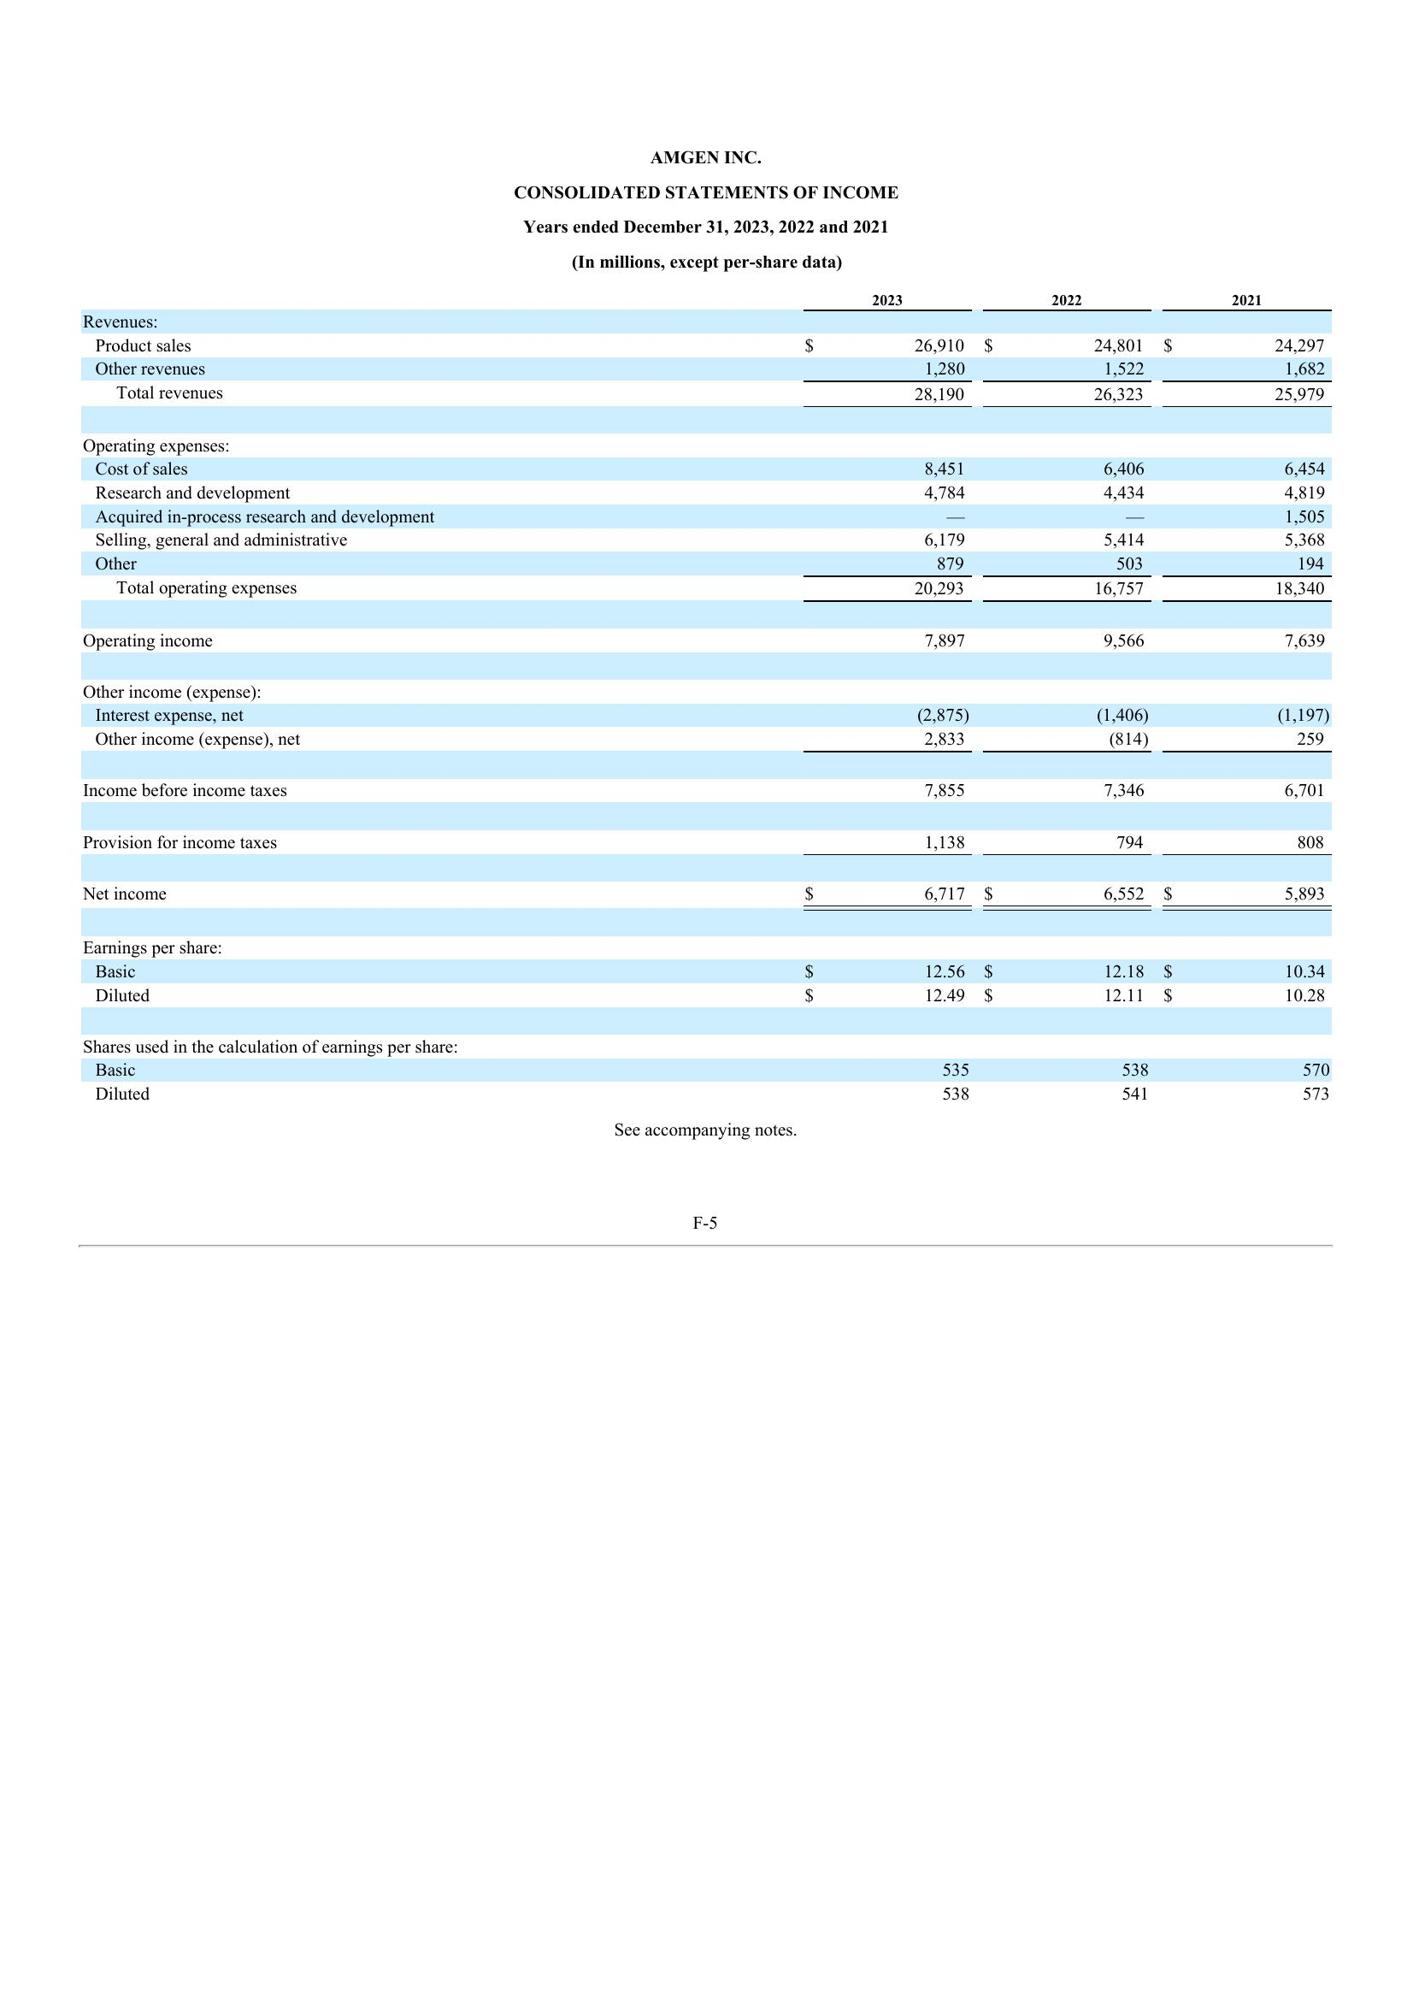 AMGEN INC.
CONSOLIDATED STATEMENTS OF INCOME
Years ended December 31, 2023, 2022 and 2021
(In millions, except per-share data)
2023 2022 2021
Revenues:
Product sales $ 26,910 $ 24,801 $ 24,297
Other revenues 1,280 1,522 1,682
Total revenues 28,190 26,323 25,979
Operating expenses:
Cost of sales 8,451 6,406 6,454
Research and development 4,784 4,434 4,819
Acquired in-process research and development — — 1,505
Selling, general and administrative 6,179 5,414 5,368
Other 879 503 194
Total operating expenses 20,293 16,757 18,340
Operating income 7,897 9,566 7,639
Other income (expense):
Interest expense, net (2,875) (1,406) (1,197)
Other income (expense), net 2,833 (814) 259
Income before income taxes 7,855 7,346 6,701
Provision for income taxes 1,138 794 808
Net income $ 6,717 $ 6,552 $ 5,893
Earnings per share:
Basic $ 12.56 $ 12.18 $ 10.34
Diluted $ 12.49 $ 12.11 $ 10.28
Shares used in the calculation of earnings per share:
Basic 535 538 570
Diluted 538 541 573
See accompanying notes.
F-5